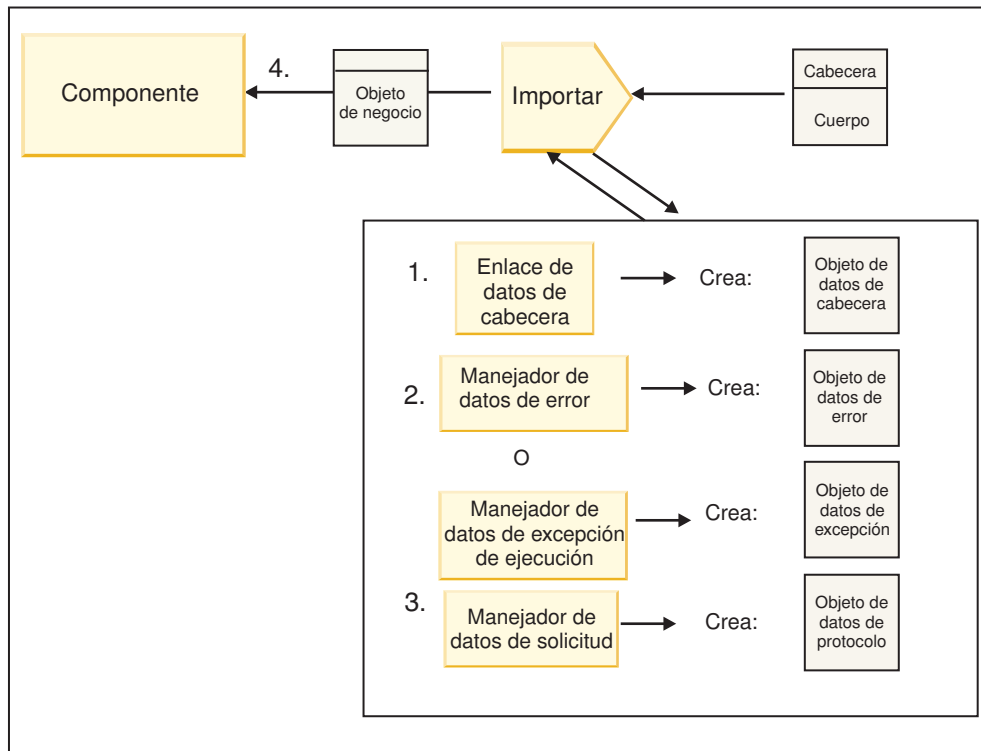 Componente
4.
Objeto
de negocio
Importar
Cabecera
Cuerpo
1.
Enlace de
datos de
cabecera
Crea:
Objeto de
datos de
cabecera
2.
Manejador de
datos de error
Crea:
Objeto de
datos de
error
O
Manejador de
datos de excepción
de ejecución
Crea:
Objeto de
datos de
excepción
3.
Manejador de
datos de solicitud
Crea:
Objeto de
datos de
protocolo